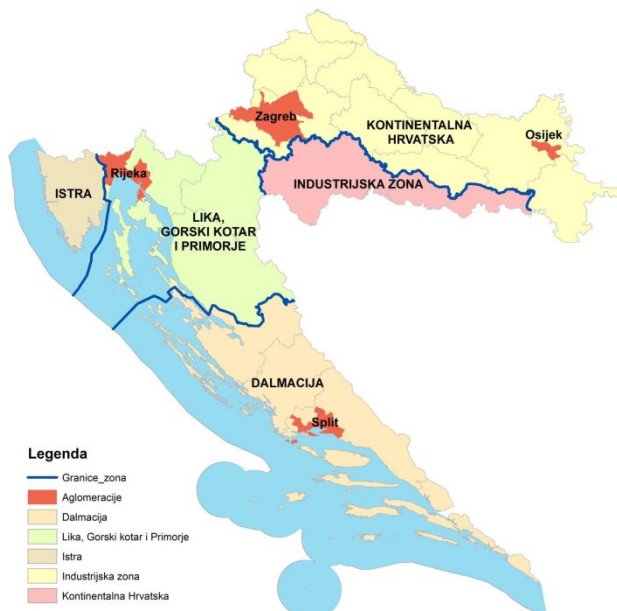 Zagreb
KONTINENTALNA
HRVATSKA
Osijek
Rijeka
ISTRA
INDUSTRIJSKA ZONA
LIKA,
GORSKI KOTAR
I PRIMORJE
DALMACIJA
Split
Legenda
Granice_zona
Aglomeracije
Dalmacija
Lika, Gorski kotar i Primorje
Istra
Industrijska zona
Kontinentalna Hrvatska